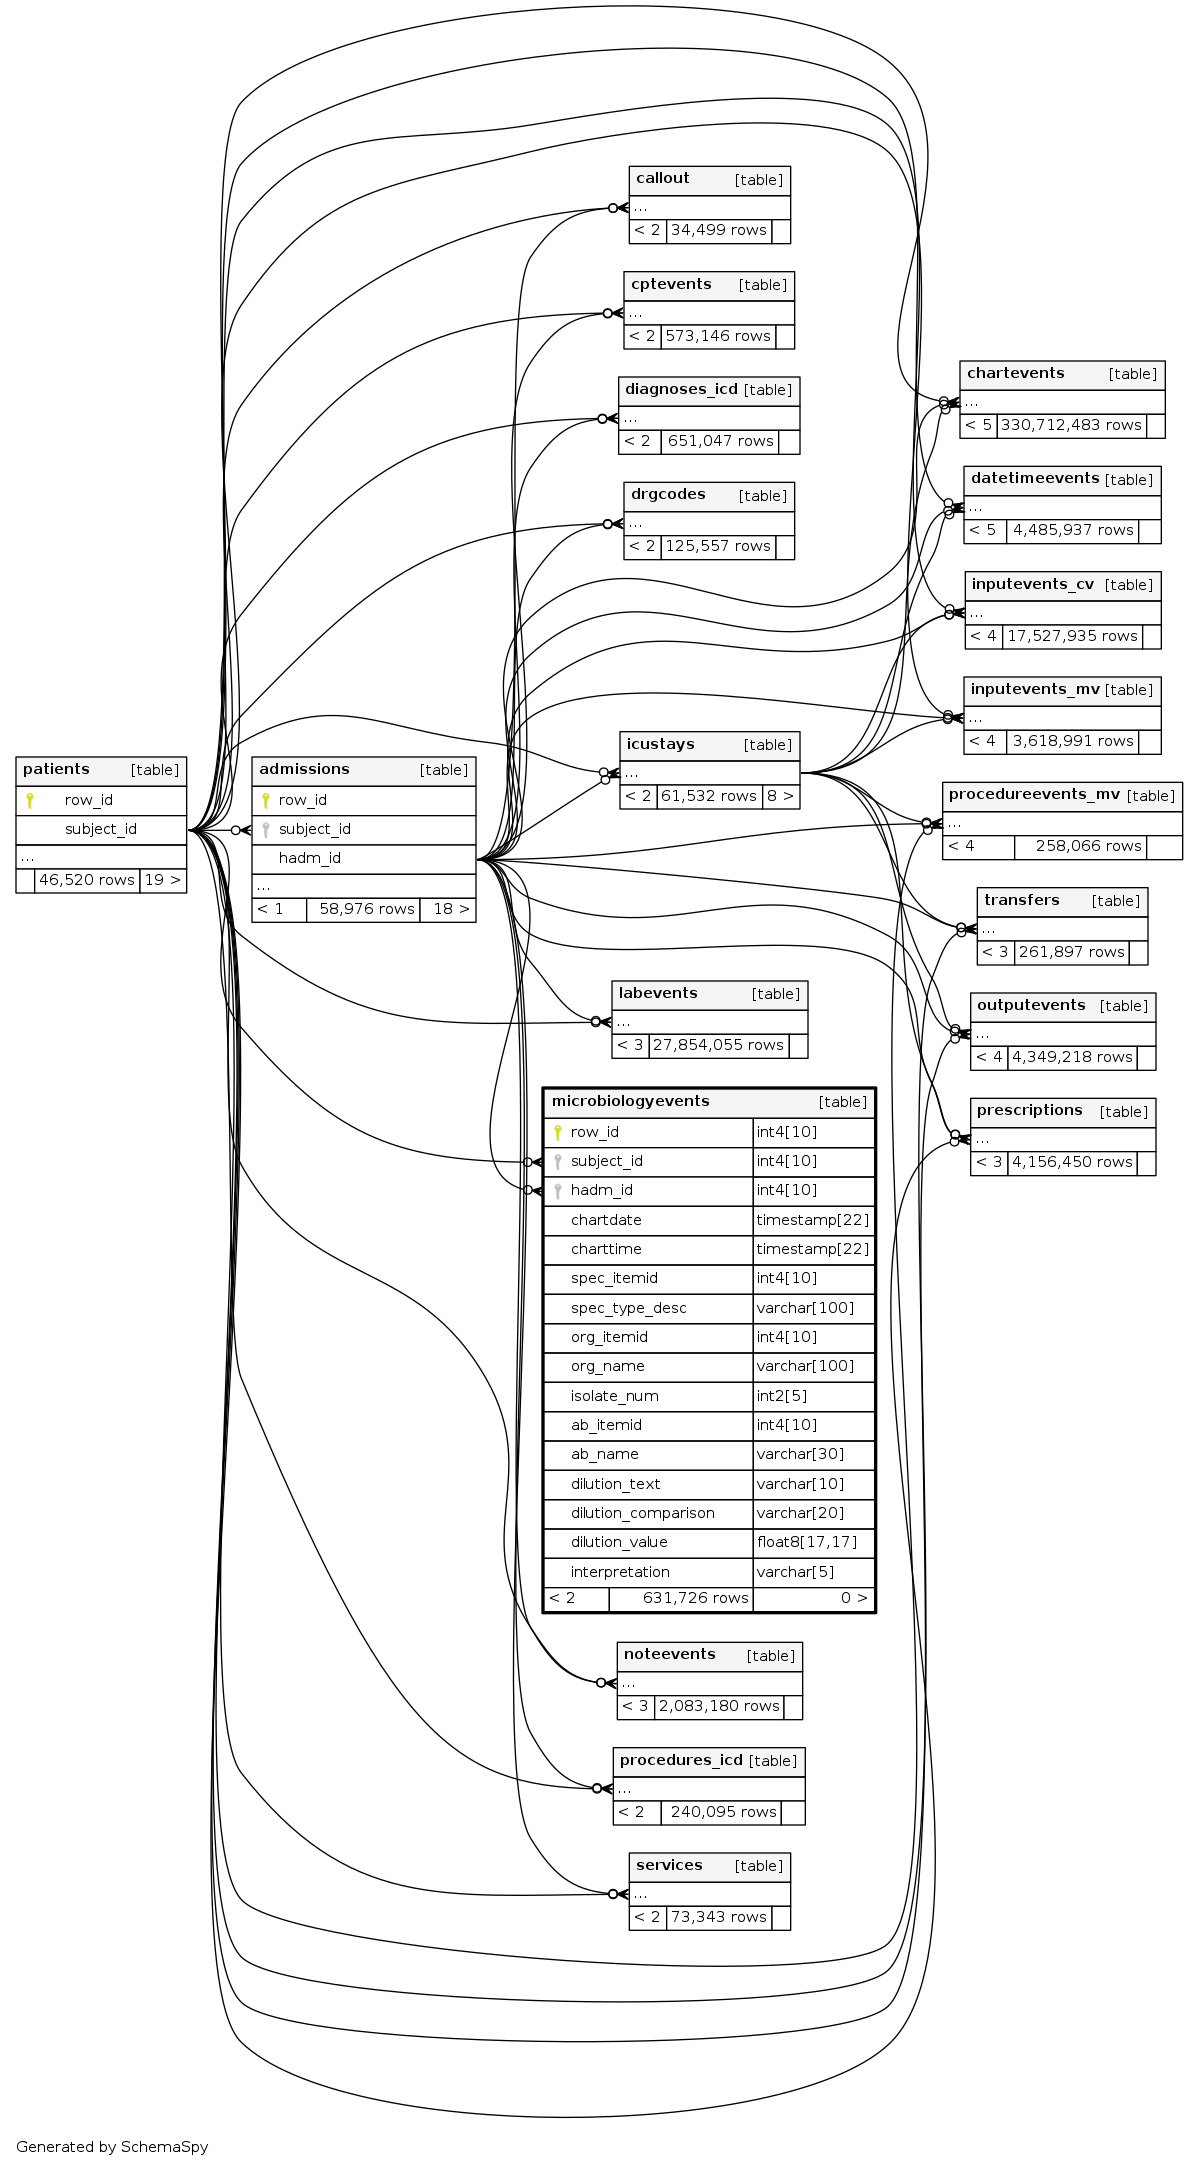 callout [table]
...
< 2 34,499 rows
cptevents [table]
...
< 2 573,146 rows
diagnoses_icd [table]
...
< 2 651,047 rows
drgcodes [table]
...
< 2 125,557 rows
chartevents [table]
...
< 5 330,712,483 rows
datetimeevents [table]
...
< 5 4,485,937 rows
inputevents_cv [table]
...
< 4 17,527,935 rows
inputevents_mv [table]
...
< 4 3,618,991 rows
icustays [table]
...
< 2 61,532 rows 8 >
patients [table]
row_id
subject_id
...
46,520 rows 19 >
admissions [table]
row_id
subject_id
hadm_id
...
< 1 58,976 rows 18 >
procedureevents_mv [table]
...
< 4 258,066 rows
transfers [table]
...
< 3 261,897 rows
labevents [table]
...
< 3 27,854,055 rows
outputevents [table]
...
< 4 4,349,218 rows
prescriptions [table]
...
< 3 4,156,450 rows
microbiologyevents [table]
row_id int4[10]
subject_id int4[10]
hadm_id int4[10]
chartdate timestamp[22]
charttime timestamp[22]
spec_itemid int4[10]
spec_type_desc varchar[100]
org_itemid int4[10]
org_name varchar[100]
isolate_num int2[5]
ab_itemid int4[10]
ab_name varchar[30]
dilution_text varchar[10]
dilution_comparison varchar[20]
dilution_value float8[17,17]
interpretation varchar[5]
< 2 631,726 rows 0 >
noteevents [table]
...
< 3 2,083,180 rows
procedures_icd [table]
...
< 2 240,095 rows
services [table]
...
< 2 73,343 rows
Generated by SchemaSpy